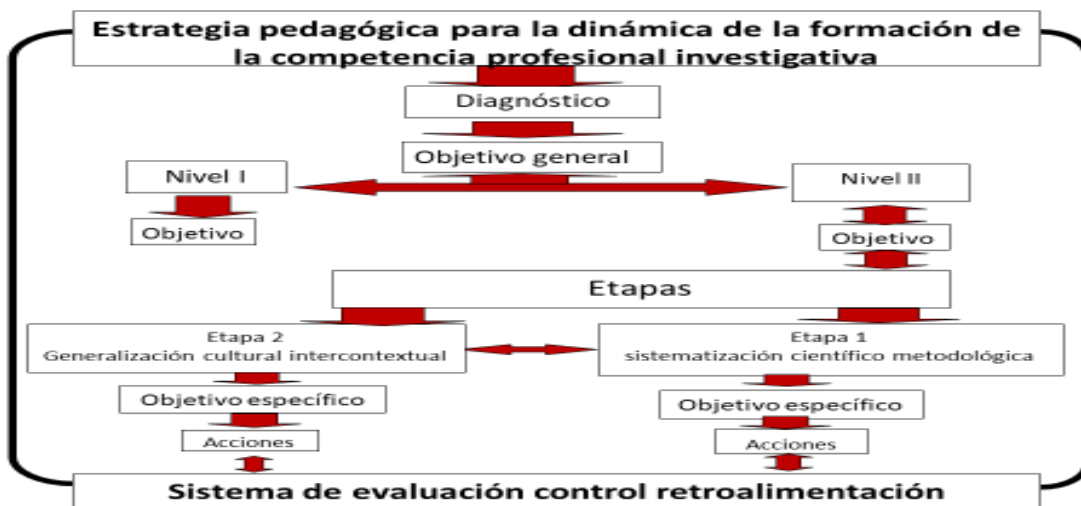 Estrategia pedagógica para la dinámica de la formación de
la competencia profesional investigativa
Diagnóstico
Objetivo general
Nivel I
Nivel II
Objetivo
Objetivo
Etapas
Etapa 2
Generalización cultural intercontextual
Etapa 1
sistematización científico metodológica
Objetivo específico
Objetivo específico
Acciones
Acciones
Sistema de evaluación control retroalimentación